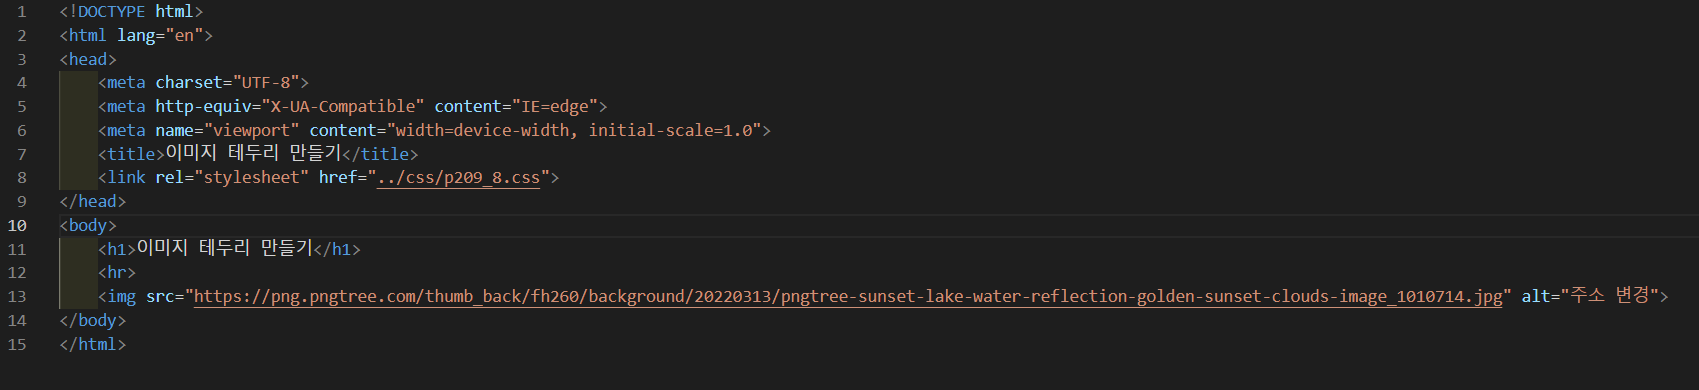 1 <!DOCTYPE html>
2 <html lang="en">
3 <head>
4     <meta charset="UTF-8">
5     <meta http-equiv="X-UA-Compatible" content="IE=edge">
6     <meta name="viewport" content="width=device-width, initial-scale=1.0">
7     <title>이미지 테두리 만들기</title>
8     <link rel="stylesheet" href="../css/p209_8.css">
9 </head>
10 <body>
11     <h1>이미지 테두리 만들기</h1>
12     <hr>
13     <img src="https://png.pngtree.com/thumb_back/fh260/background/20220313/pngtree-sunset-lake-water-reflection-golden-sunset-clouds-image_1010714.jpg" alt="주소 변경">
14 </body>
15 </html>